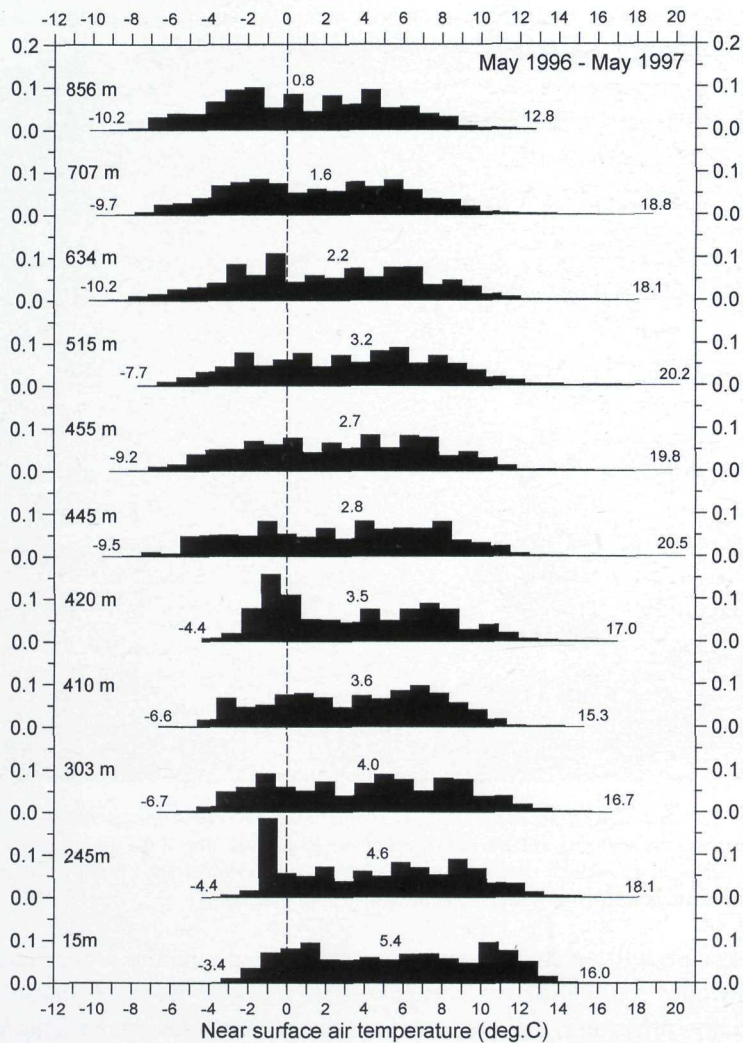 -12 -10 -8 -6 -4 -2 0 2 4 6 8 10 12 14 16 18 20
0.2 0.2
May 1996 - May 1997
856 m 0.8
0.1 0.1
-10.2 12.8
0.0 0.0
707 m 1.6
0.1 0.1
-9.7 18.8
0.0 0.0
634 m 2.2
0.1 0.1
-10.2 18.1
0.0 0.0
515 m 3.2
0.1 0.1
-7.7 20.2
0.0 0.0
455 m 2.7
0.1 0.1
-9.2 19.8
0.0 0.0
445 m 2.8
0.1 0.1
-9.5 20.5
0.0 0.0
420 m 3.5
0.1 0.1
-4.4 17.0
0.0 0.0
410 m 3.6
0.1 0.1
-6.6 15.3
0.0 0.0
303 m 4.0
0.1 0.1
-6.7 16.7
0.0 0.0
245m 4.6
0.1 0.1
-4.4 18.1
0.0 0.0
15m 5.4
0.1 0.1
-3.4 16.0
0.0 0.0
-12 -10 -8 -6 -4 -2 0 2 4 6 8 10 12 14 16 18 20
Near surface air temperature (deg.C)